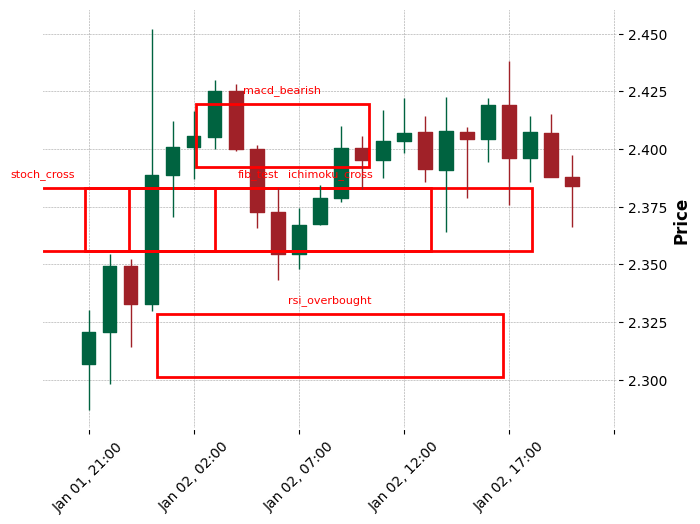 2.450
2.425
macd_bearish
2.400
stoch_cross
ichimoku_cross
2.375
Price
2.350
2.325
rsi_overbought
2.300
Jan 01, 21:00
Jan 02, 02:00
Jan 02, 07:00
Jan 02, 12:00
Jan 02, 17:00